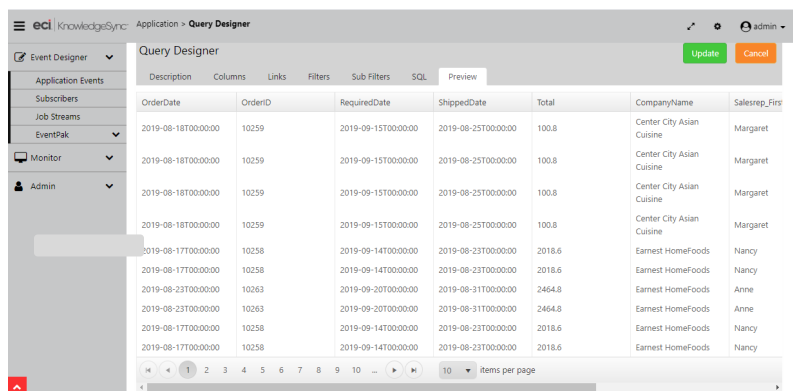 eci KnowledgeSync
Application > Query Designer
admin
Event Designer
Application Events
Subscribers
Job Streams
EventPak
Monitor
Admin
Query Designer
Update
Cancel
Description Columns Links Filters Sub Filters SQL Preview
OrderDate OrderID RequiredDate ShippedDate Total CompanyName Salesrep_Firs
2019-08-18T00:00:00 10259 2019-09-15T00:00:00 2019-08-25T00:00:00 100.8 Center City Asian
Cuisine Margaret
2019-08-18T00:00:00 10259 2019-09-15T00:00:00 2019-08-25T00:00:00 100.8 Center City Asian
Cuisine Margaret
2019-08-18T00:00:00 10259 2019-09-15T00:00:00 2019-08-25T00:00:00 100.8 Center City Asian
Cuisine Margaret
2019-08-18T00:00:00 10259 2019-09-15T00:00:00 2019-08-25T00:00:00 100.8 Center City Asian
Cuisine Margaret
2019-08-17T00:00:00 10258 2019-09-14T00:00:00 2019-08-23T00:00:00 2018.6 Earnest HomeFoods Nancy
2019-08-17T00:00:00 10258 2019-09-14T00:00:00 2019-08-23T00:00:00 2018.6 Earnest HomeFoods Nancy
2019-08-23T00:00:00 10263 2019-09-20T00:00:00 2019-08-31T00:00:00 2464.8 Earnest HomeFoods Anne
2019-08-23T00:00:00 10263 2019-09-20T00:00:00 2019-08-31T00:00:00 2464.8 Earnest HomeFoods Anne
2019-08-17T00:00:00 10258 2019-09-14T00:00:00 2019-08-23T00:00:00 2018.6 Earnest HomeFoods Nancy
2019-08-17T00:00:00 10258 2019-09-14T00:00:00 2019-08-23T00:00:00 2018.6 Earnest HomeFoods Nancy
1 2 3 4 5 6 7 8 9 10 ... 10 items per page